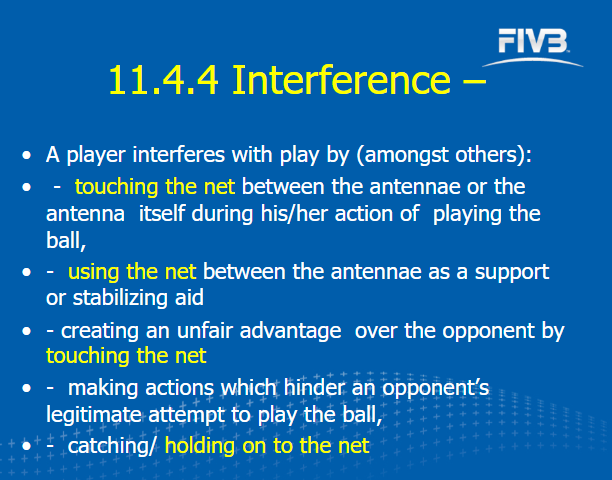 FIVB
11.4.4 Interference –
• A player interferes with play by (amongst others):
• - touching the net between the antennae or the
antenna itself during his/her action of playing the
ball,
• - using the net between the antennae as a support
or stabilizing aid
• - creating an unfair advantage over the opponent by
touching the net
• - making actions which hinder an opponent’s
legitimate attempt to play the ball,
• - catching/ holding on to the net